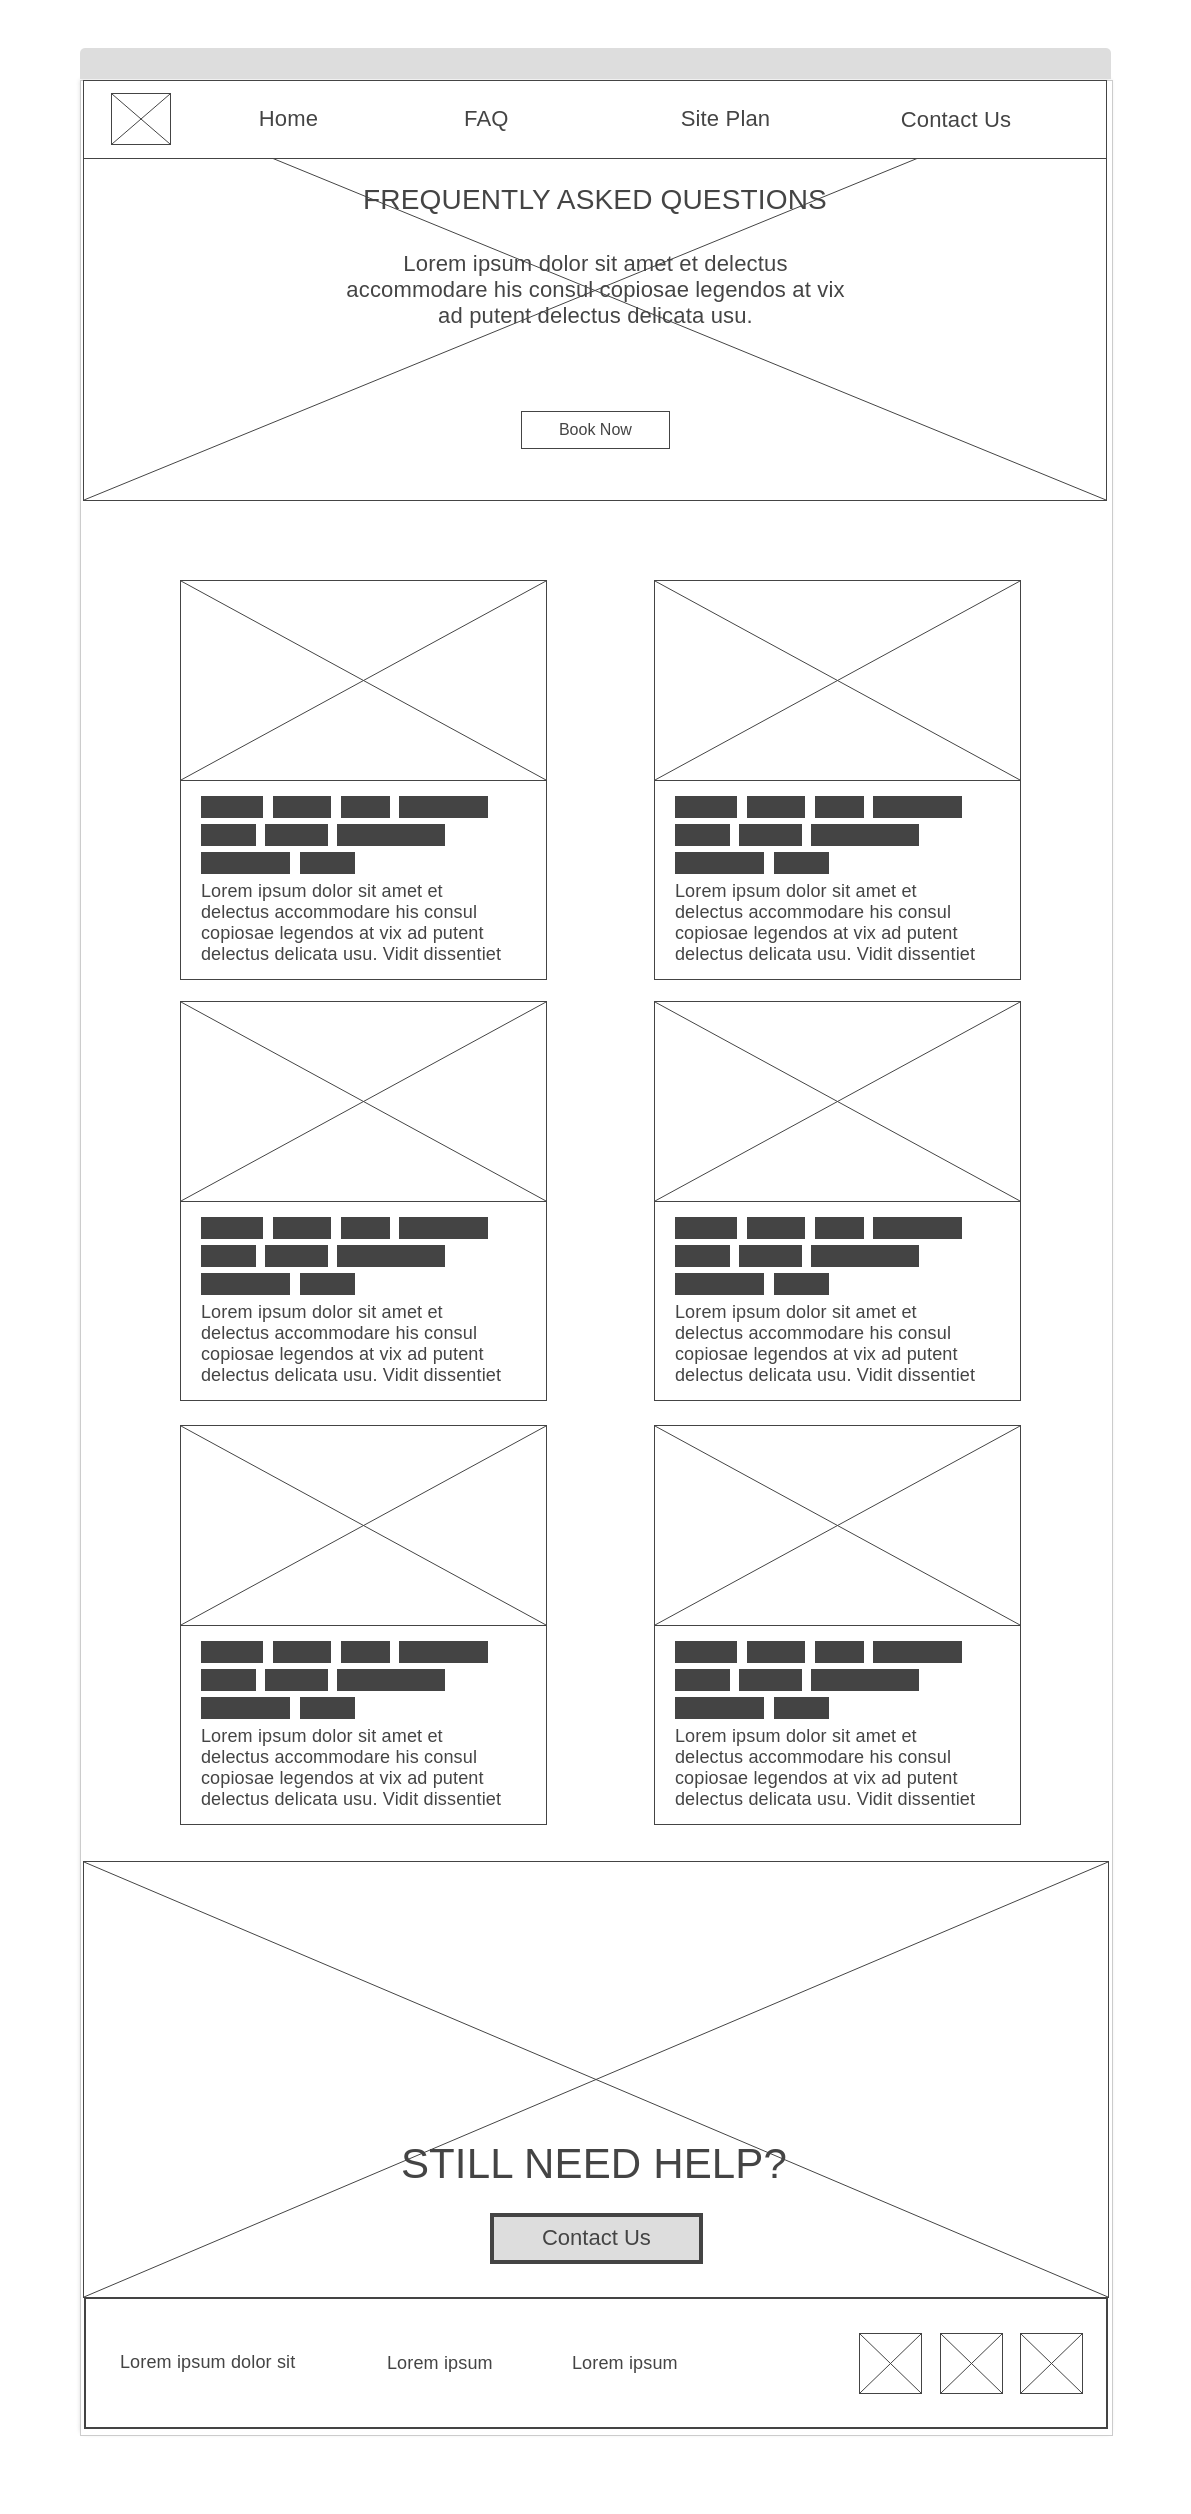 Home FAQ Site Plan Contact Us
FREQUENTLY ASKED QUESTIONS
Lorem ipsum dolor sit amet et delectus
accommodare his consul copiosae legendos at vix
ad putent delectus delicata usu.
Book Now
Lorem ipsum dolor sit amet et
delectus accommodare his consul
copiosae legendos at vix ad putent
delectus delicata usu. Vidit dissentiet
Lorem ipsum dolor sit amet et
delectus accommodare his consul
copiosae legendos at vix ad putent
delectus delicata usu. Vidit dissentiet
Lorem ipsum dolor sit amet et
delectus accommodare his consul
copiosae legendos at vix ad putent
delectus delicata usu. Vidit dissentiet
Lorem ipsum dolor sit amet et
delectus accommodare his consul
copiosae legendos at vix ad putent
delectus delicata usu. Vidit dissentiet
Lorem ipsum dolor sit amet et
delectus accommodare his consul
copiosae legendos at vix ad putent
delectus delicata usu. Vidit dissentiet
Lorem ipsum dolor sit amet et
delectus accommodare his consul
copiosae legendos at vix ad putent
delectus delicata usu. Vidit dissentiet
STILL NEED HELP?
Contact Us
Lorem ipsum dolor sit Lorem ipsum Lorem ipsum